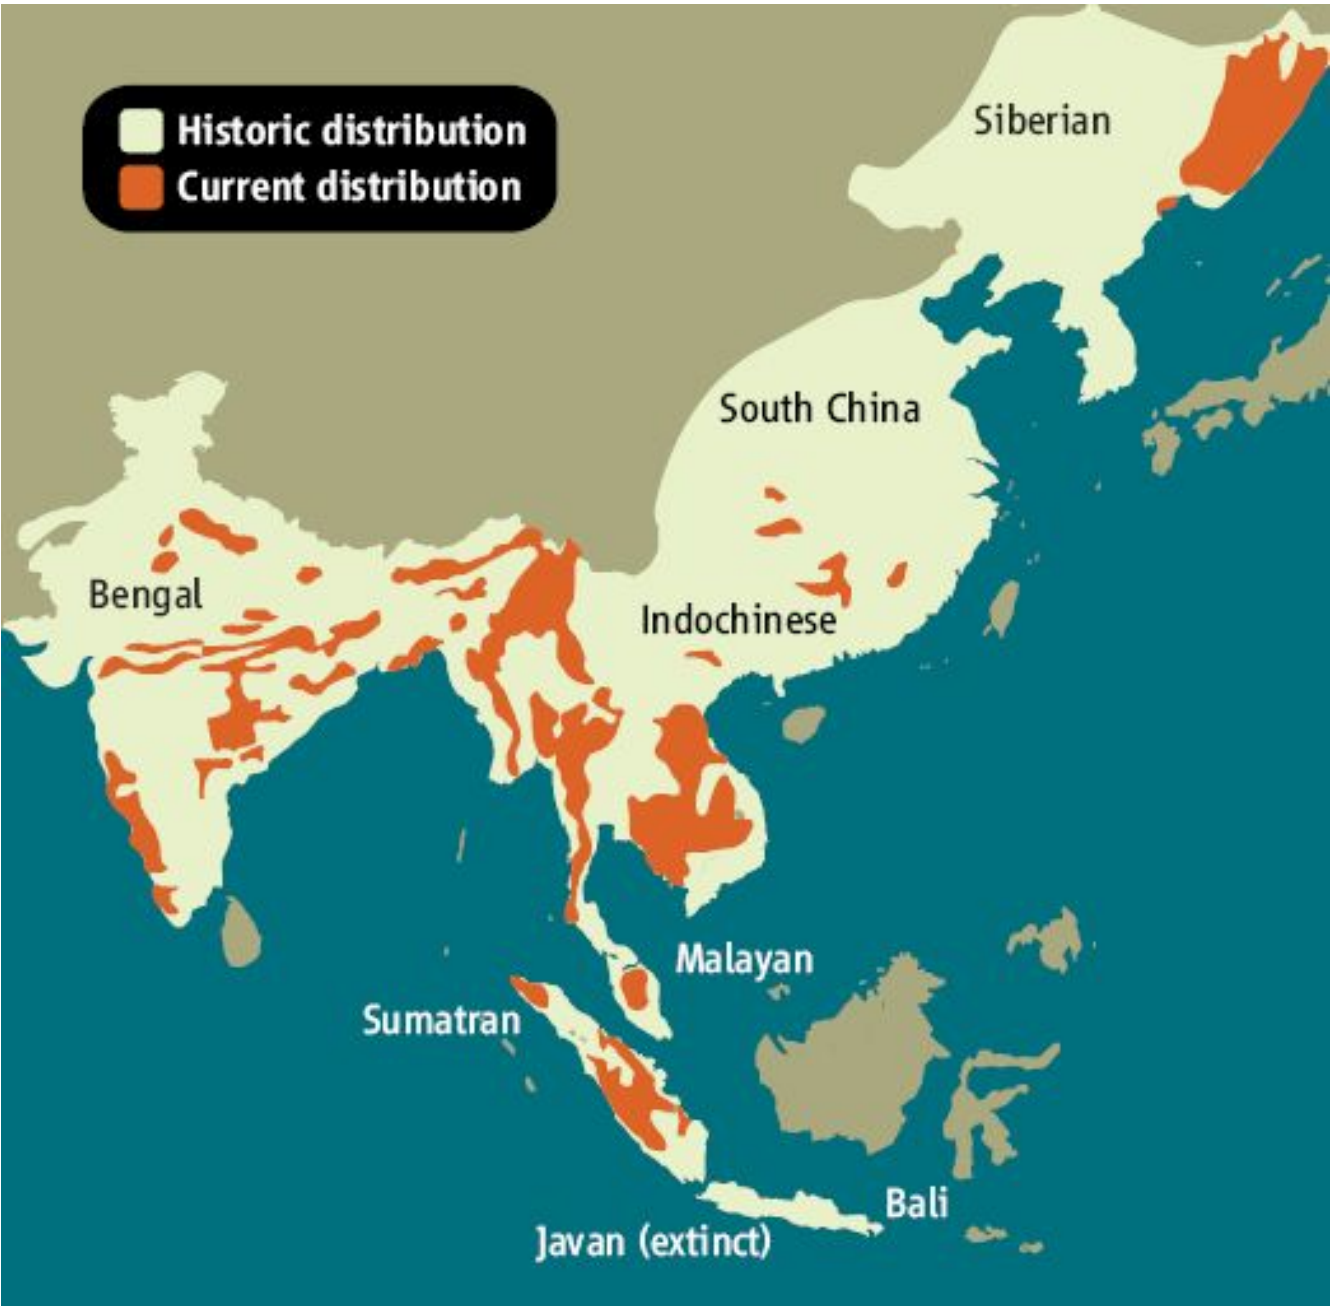 Historic distribution
Current distribution
Siberian
South China
Bengal
Indochinese
Malayan
Sumatran
Bali
Javan (extinct)